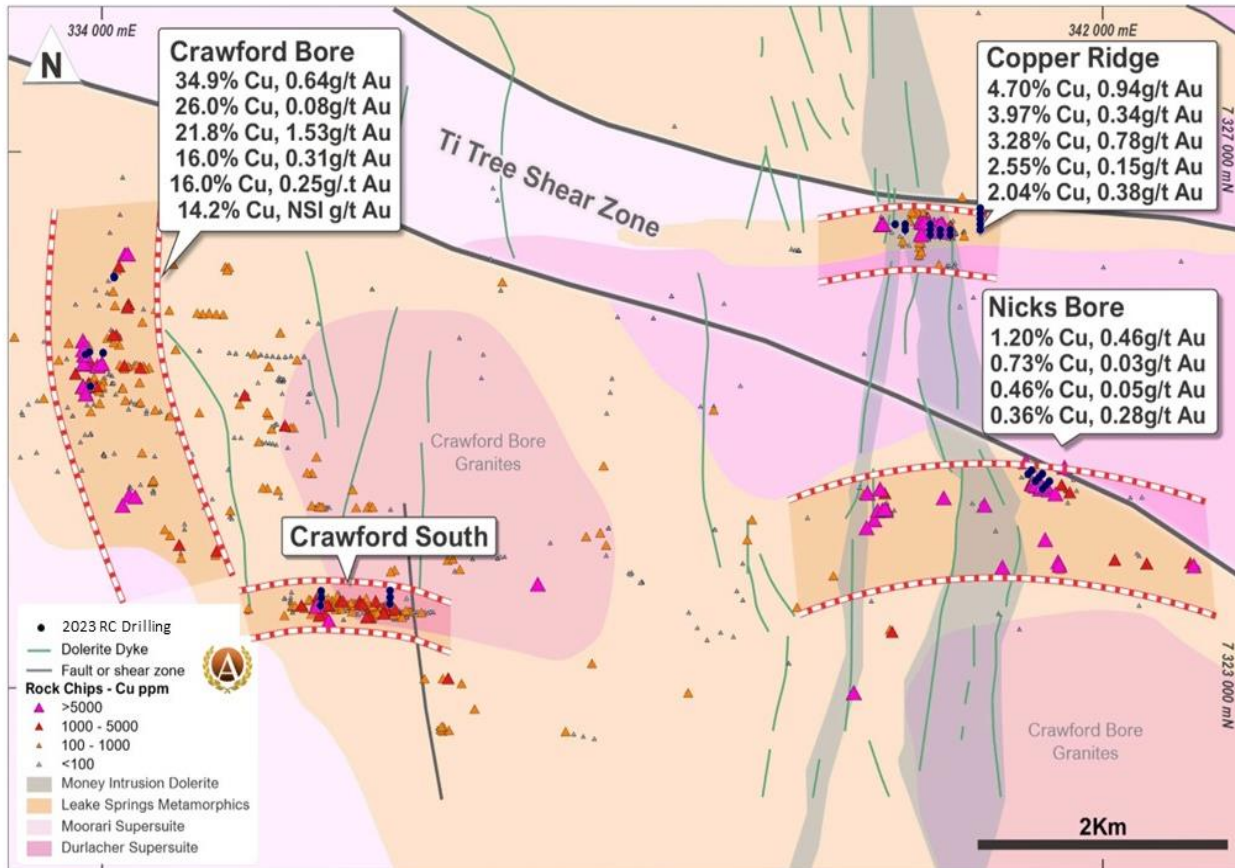 334 000 mE
342 000 mE
N
Crawford Bore
34.9% Cu, 0.64g/t Au
26.0% Cu, 0.08g/t Au
21.8% Cu, 1.53g/t Au
16.0% Cu, 0.31g/t Au
16.0% Cu, 0.25g/.t Au
14.2% Cu, NSI g/t Au
Copper Ridge
4.70% Cu, 0.94g/t Au
3.97% Cu, 0.34g/t Au
3.28% Cu, 0.78g/t Au
2.55% Cu, 0.15g/t Au
2.04% Cu, 0.38g/t Au
7 327 000 mN
Ti Tree Shear Zone
Nicks Bore
1.20% Cu, 0.46g/t Au
0.73% Cu, 0.03g/t Au
0.46% Cu, 0.05g/t Au
0.36% Cu, 0.28g/t Au
Crawford Bore
Granites
Crawford South
7 323 000 mN
Crawford Bore
Granites
2023 RC Drilling
Dolerite Dyke
Fault or shear zone
A
Rock Chips - Cu ppm
>5000
1000 - 5000
100 - 1000
<100
Money Intrusion Dolerite
Leake Springs Metamorphics
Moorari Supersuite
Durlacher Supersuite
2Km